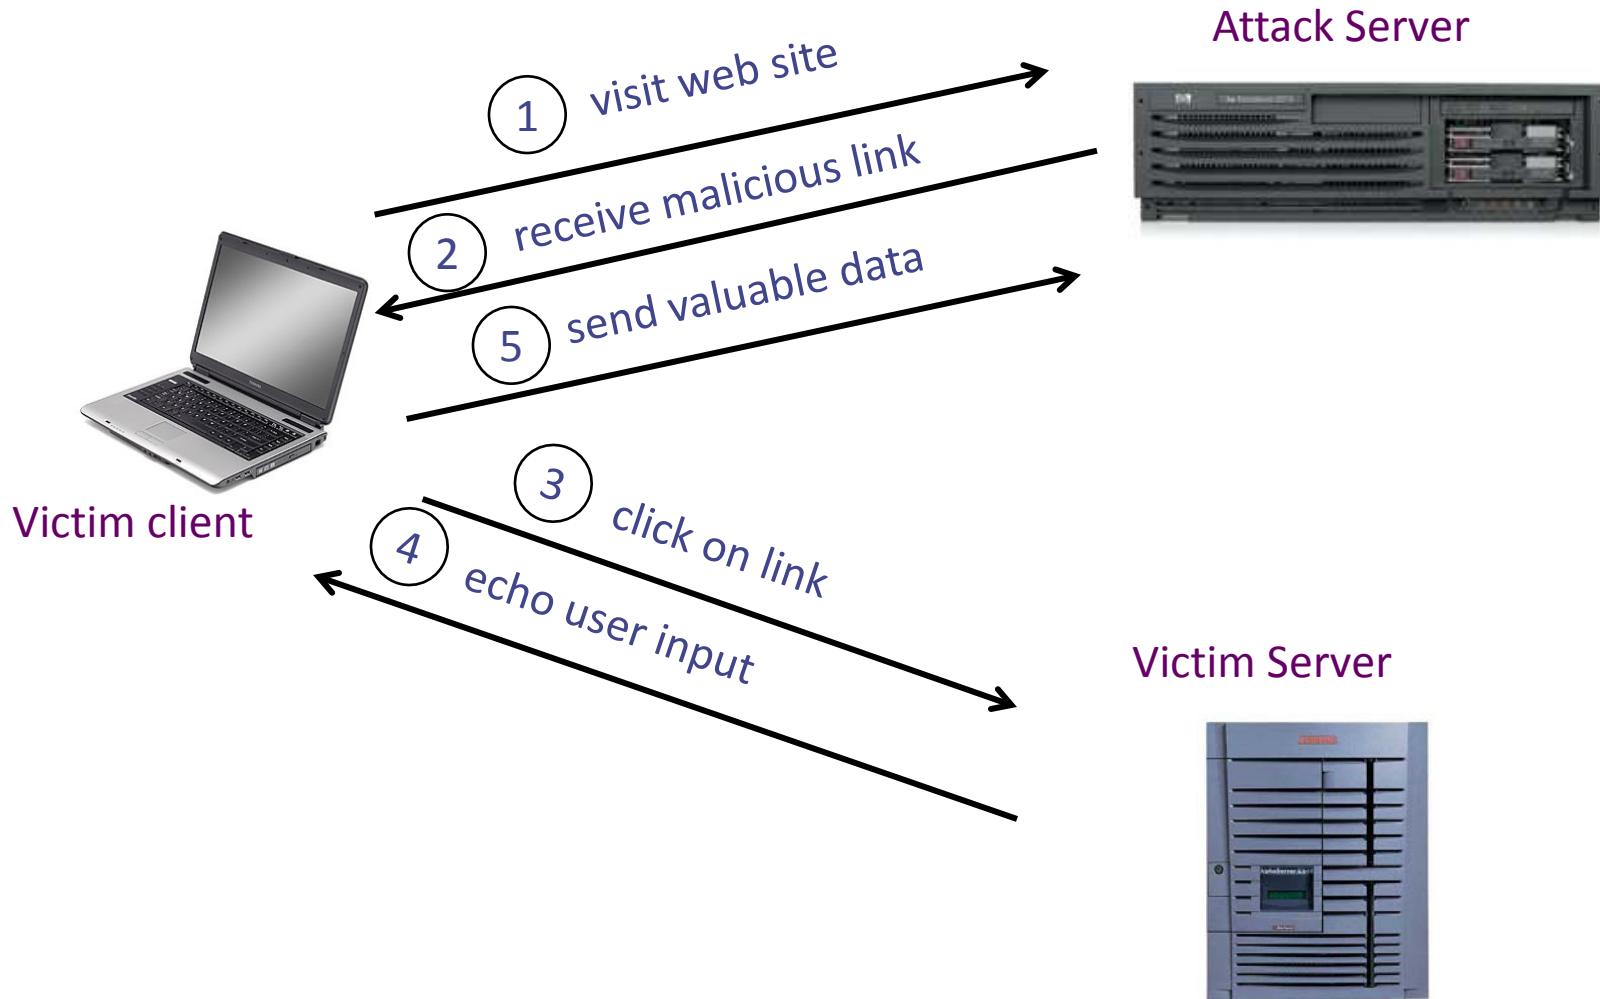 Attack Server
1 visit web site
2 receive malicious link
5 send valuable data
Victim client
3 click on link
4 echo user input
Victim Server